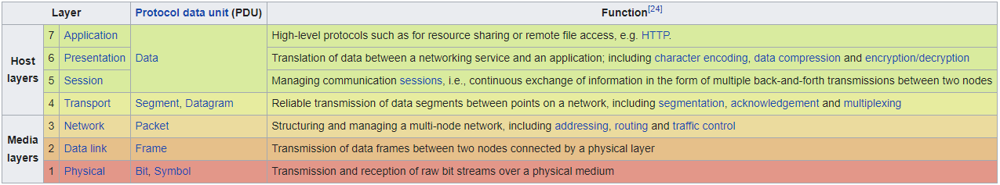 Layer Protocol data unit (PDU) Function[24]
Host layers 7 Application Data High-level protocols such as for resource sharing or remote file access, e.g. HTTP.
6 Presentation Translation of data between a networking service and an application; including character encoding, data compression and encryption/decryption
5 Session Managing communication sessions, i.e., continuous exchange of information in the form of multiple back-and-forth transmissions between two nodes
4 Transport Segment, Datagram Reliable transmission of data segments between points on a network, including segmentation, acknowledgement and multiplexing
Media layers 3 Network Packet Structuring and managing a multi-node network, including addressing, routing and traffic control
2 Data link Frame Transmission of data frames between two nodes connected by a physical layer
1 Physical Bit, Symbol Transmission and reception of raw bit streams over a physical medium